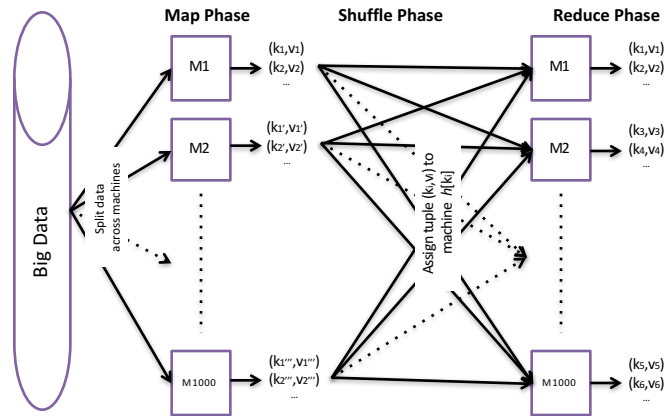 Map Phase
Shuffle Phase
Reduce Phase
Big Data
Split data
across machines
M1
(k1,v1)
(k2,v2)
...
M2
(k1',v1')
(k2',v2')
...
M1000
(k1''',v1''')
(k2''',v2''')
...
Assign tuple (ki,vi) to
machine h[ki]
M1
(k1,v1)
(k2,v2)
...
M2
(k3,v3)
(k4,v4)
...
M1000
(k5,v5)
(k6,v6)
...